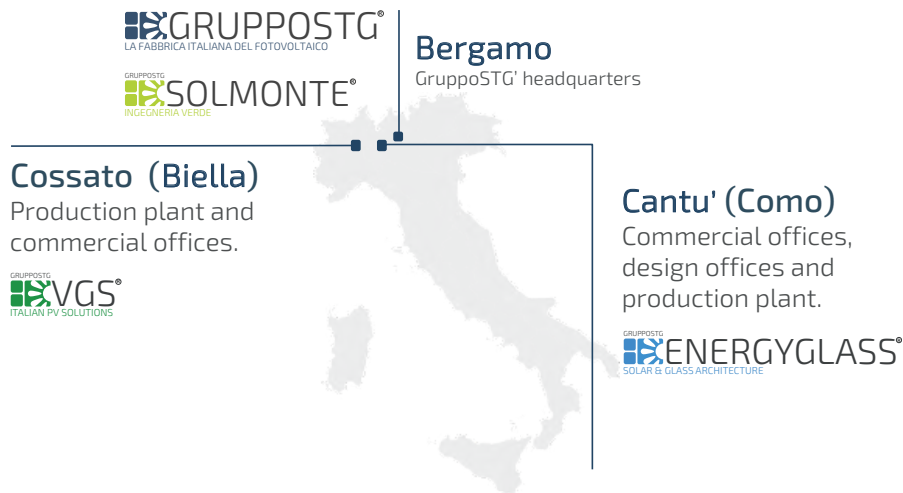 GRUPPOSTG®
LA FABBRICA ITALIANA DEL FOTOVOLTAICO
GRUPPOSTG
SOLMONTE®
INGEGNERIA VERDE
Bergamo
GruppoSTG' headquarters
Cossato (Biella)
Production plant and
commercial offices.
GRUPPOSTG
VGS®
ITALIAN PV SOLUTIONS
Cantu' (Como)
Commercial offices,
design offices and
production plant.
GRUPPOSTG
ENERGYGLASS®
SOLAR & GLASS ARCHITECTURE